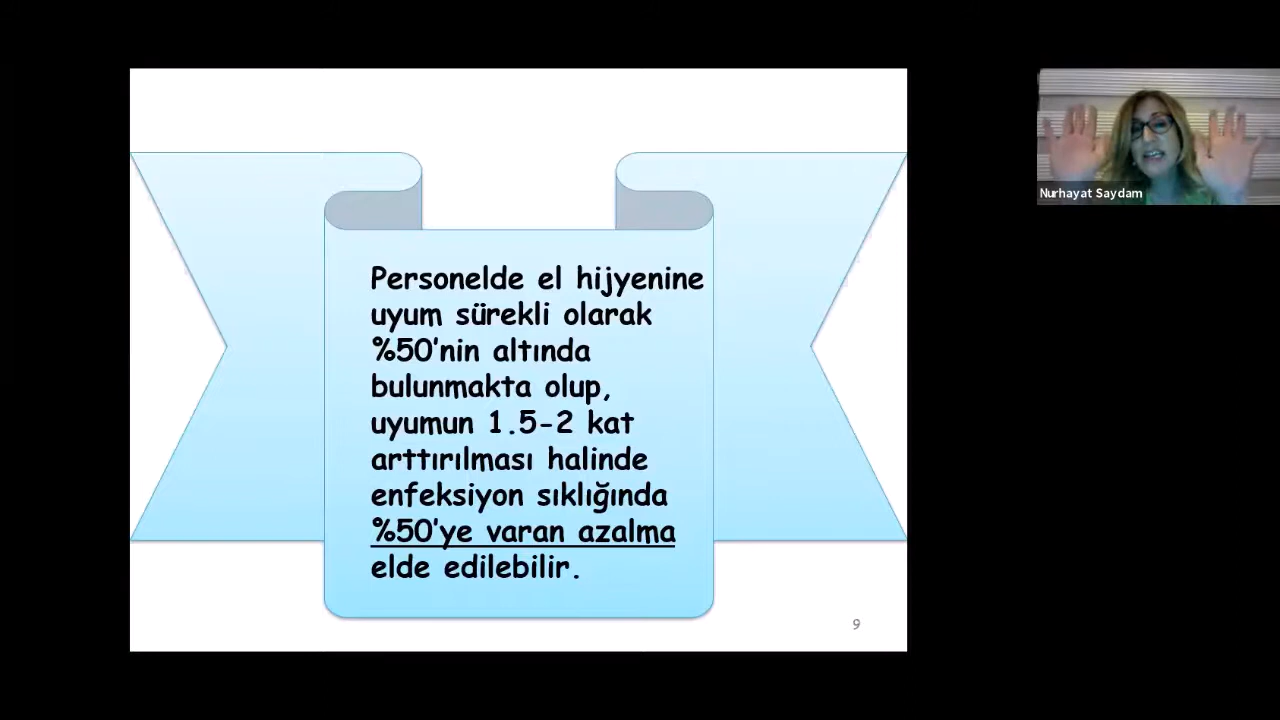 Personelde el hijyenine
uyum sürekli olarak
%50’nin altında
bulunmakta olup,
uyumun 1.5-2 kat
arttırılması halinde
enfeksiyon sıklığında
%50’ye varan azalma
elde edilebilir.
9
Nurhayat Saydam